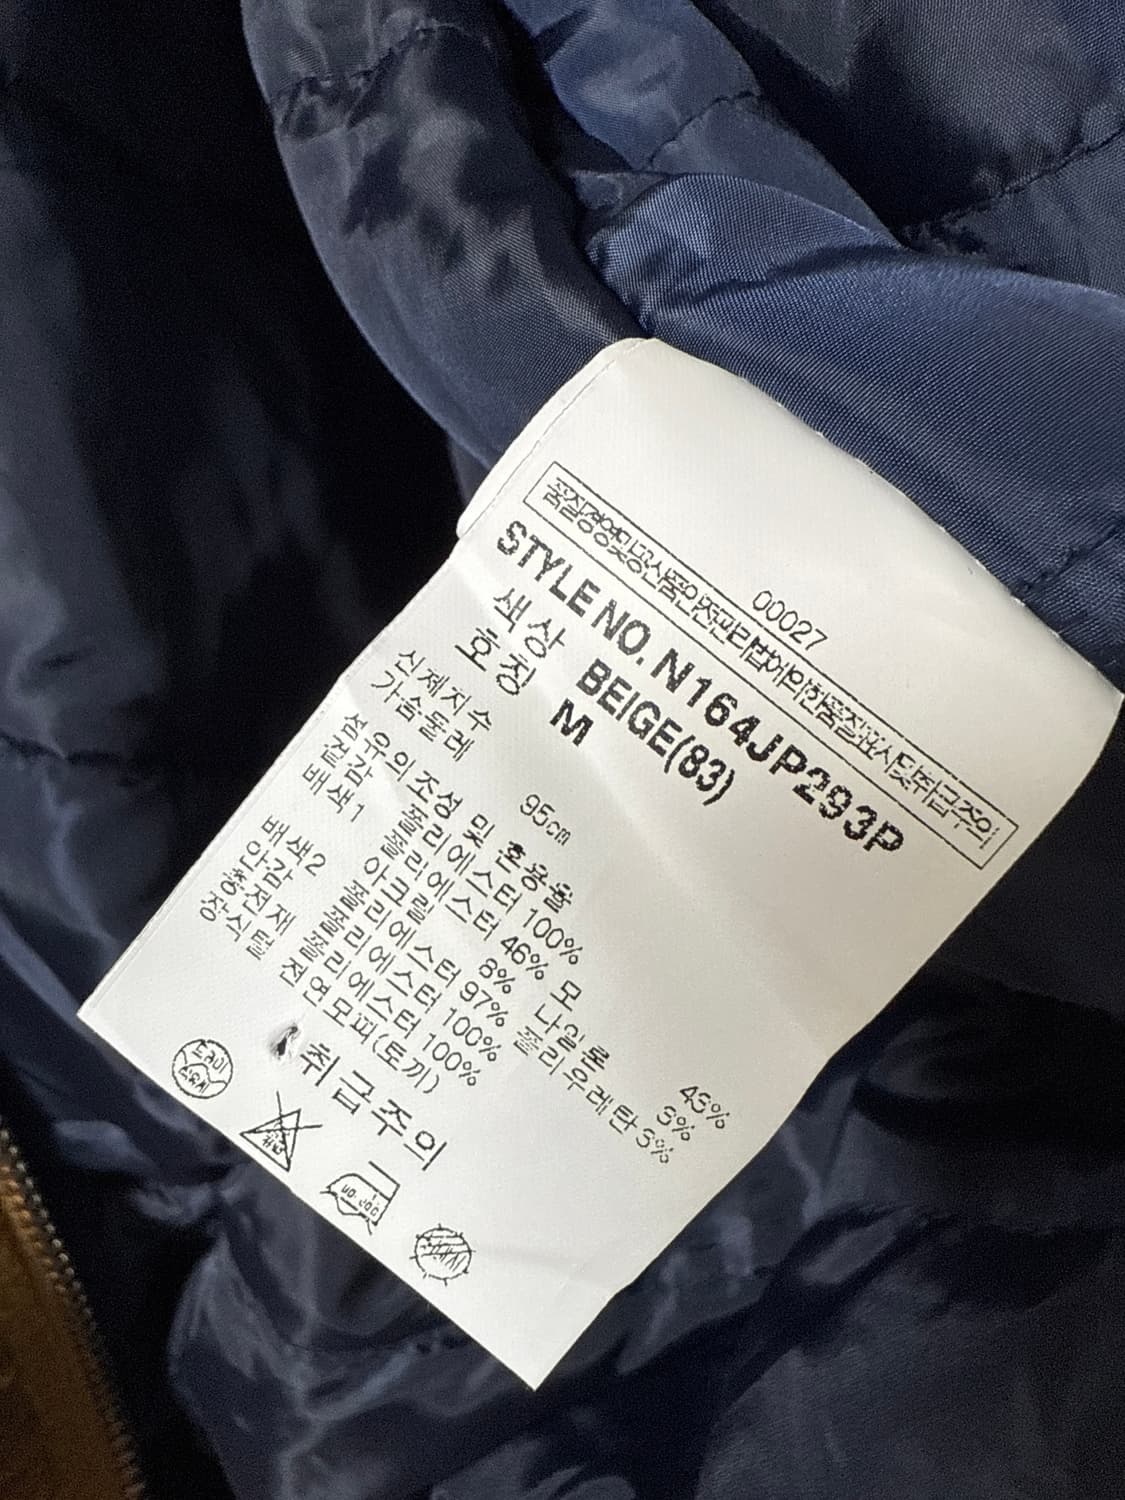 00027
품질경영및공산품안전관리법에의한품질표시및취급주의
STYLE NO. N164JP293P
색상 BEIGE(83)
호칭 M
신체치수
가슴둘레 95cm
섬유의 조성 및 혼용율
겉감 폴리에스터 100%
배색1 폴리에스터 46% 모 43%
아크릴 8% 나일론 3%
배색2 폴리에스터 97% 폴리우레탄 3%
안감 폴리에스터 100%
충전재 폴리에스터 100%
장식털 천연모피(토끼)
취급주의
드라이